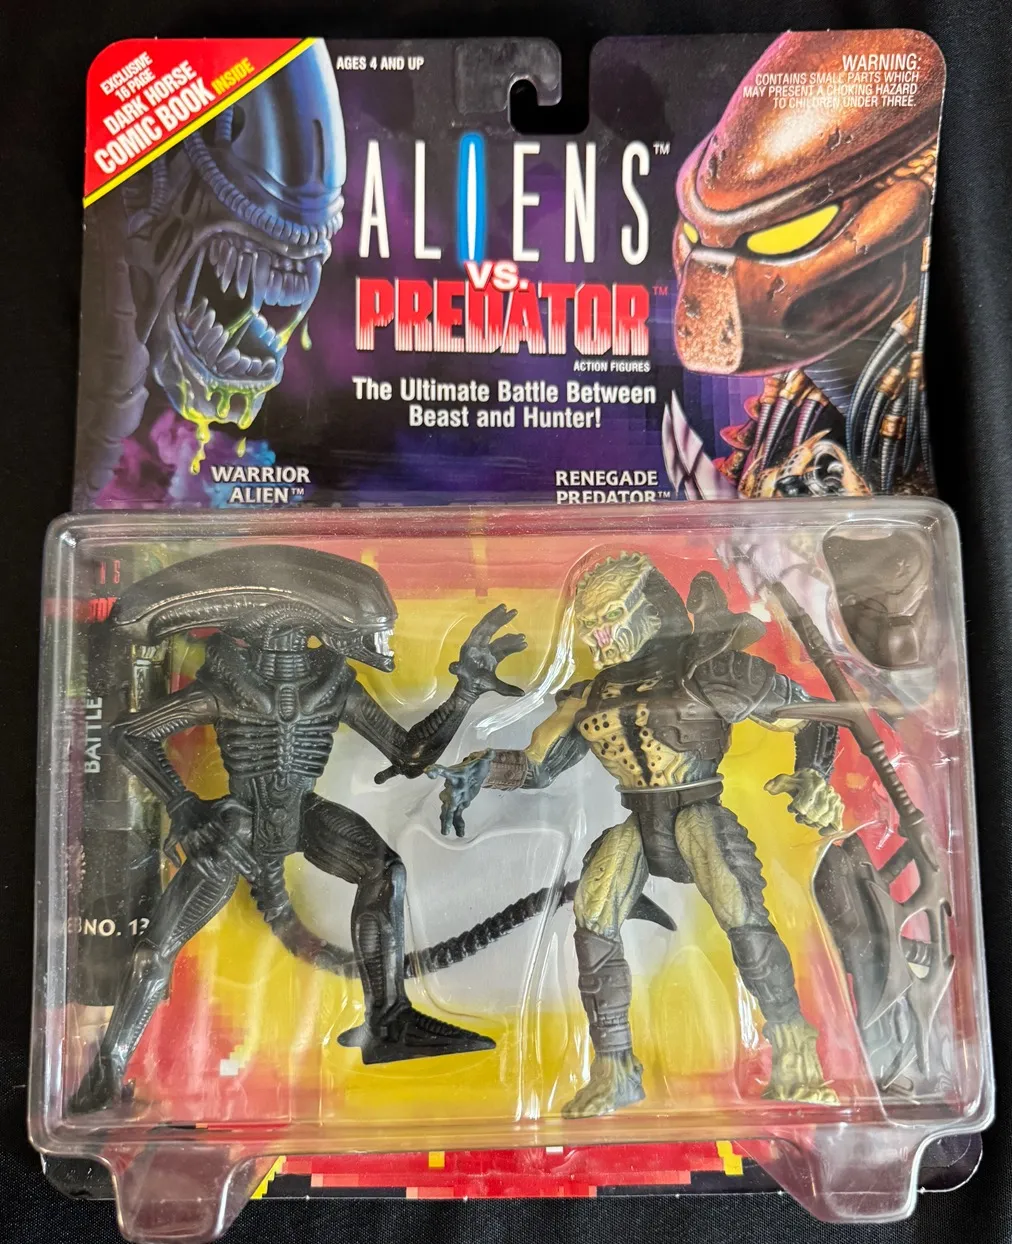 EXCLUSIVE
16 PAGE
DARK HORSE
COMIC BOOK INSIDE
AGES 4 AND UP
WARNING:
CONTAINS SMALL PARTS WHICH
MAY PRESENT A CHOKING HAZARD
TO CHILDREN UNDER THREE.
ALIENS™
VS.
PREDATOR™
ACTION FIGURES
The Ultimate Battle Between
Beast and Hunter!
WARRIOR
ALIEN™
RENEGADE
PREDATOR™
BATTLE
NO. 13